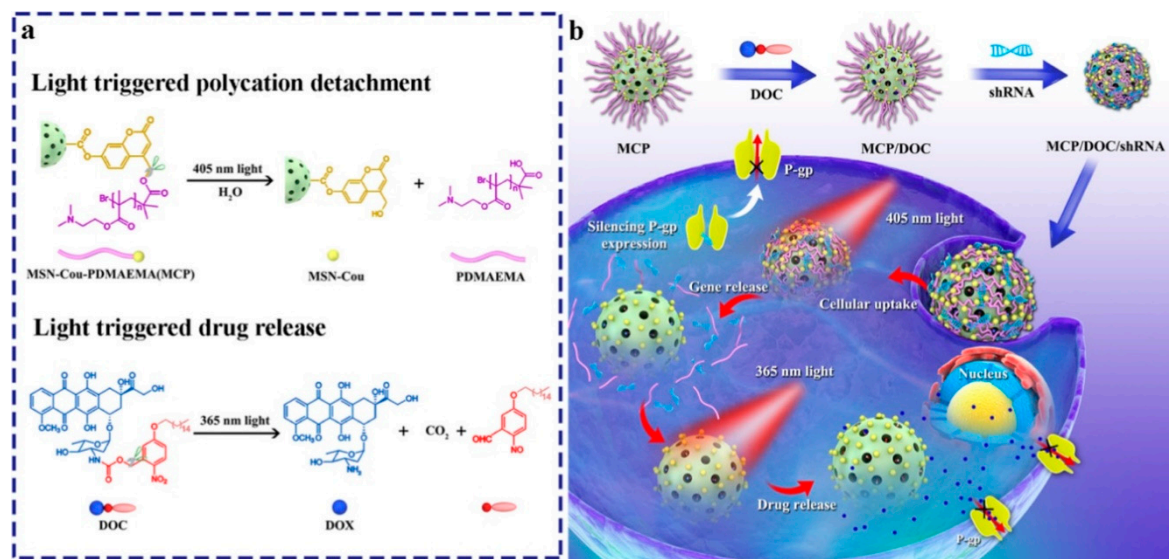 a
Light triggered polycation detachment
405 nm light
H₂O
+
MSN-Cou-PDMAEMA(MCP)
MSN-Cou
PDMAEMA
Light triggered drug release
365 nm light
+ CO₂ +
DOC
DOX
b
DOC
shRNA
MCP
MCP/DOC
MCP/DOC/shRNA
P-gp
405 nm light
Silencing P-gp
expression
Gene release
Cellular uptake
365 nm light
Nucleus
Drug release
P-gp